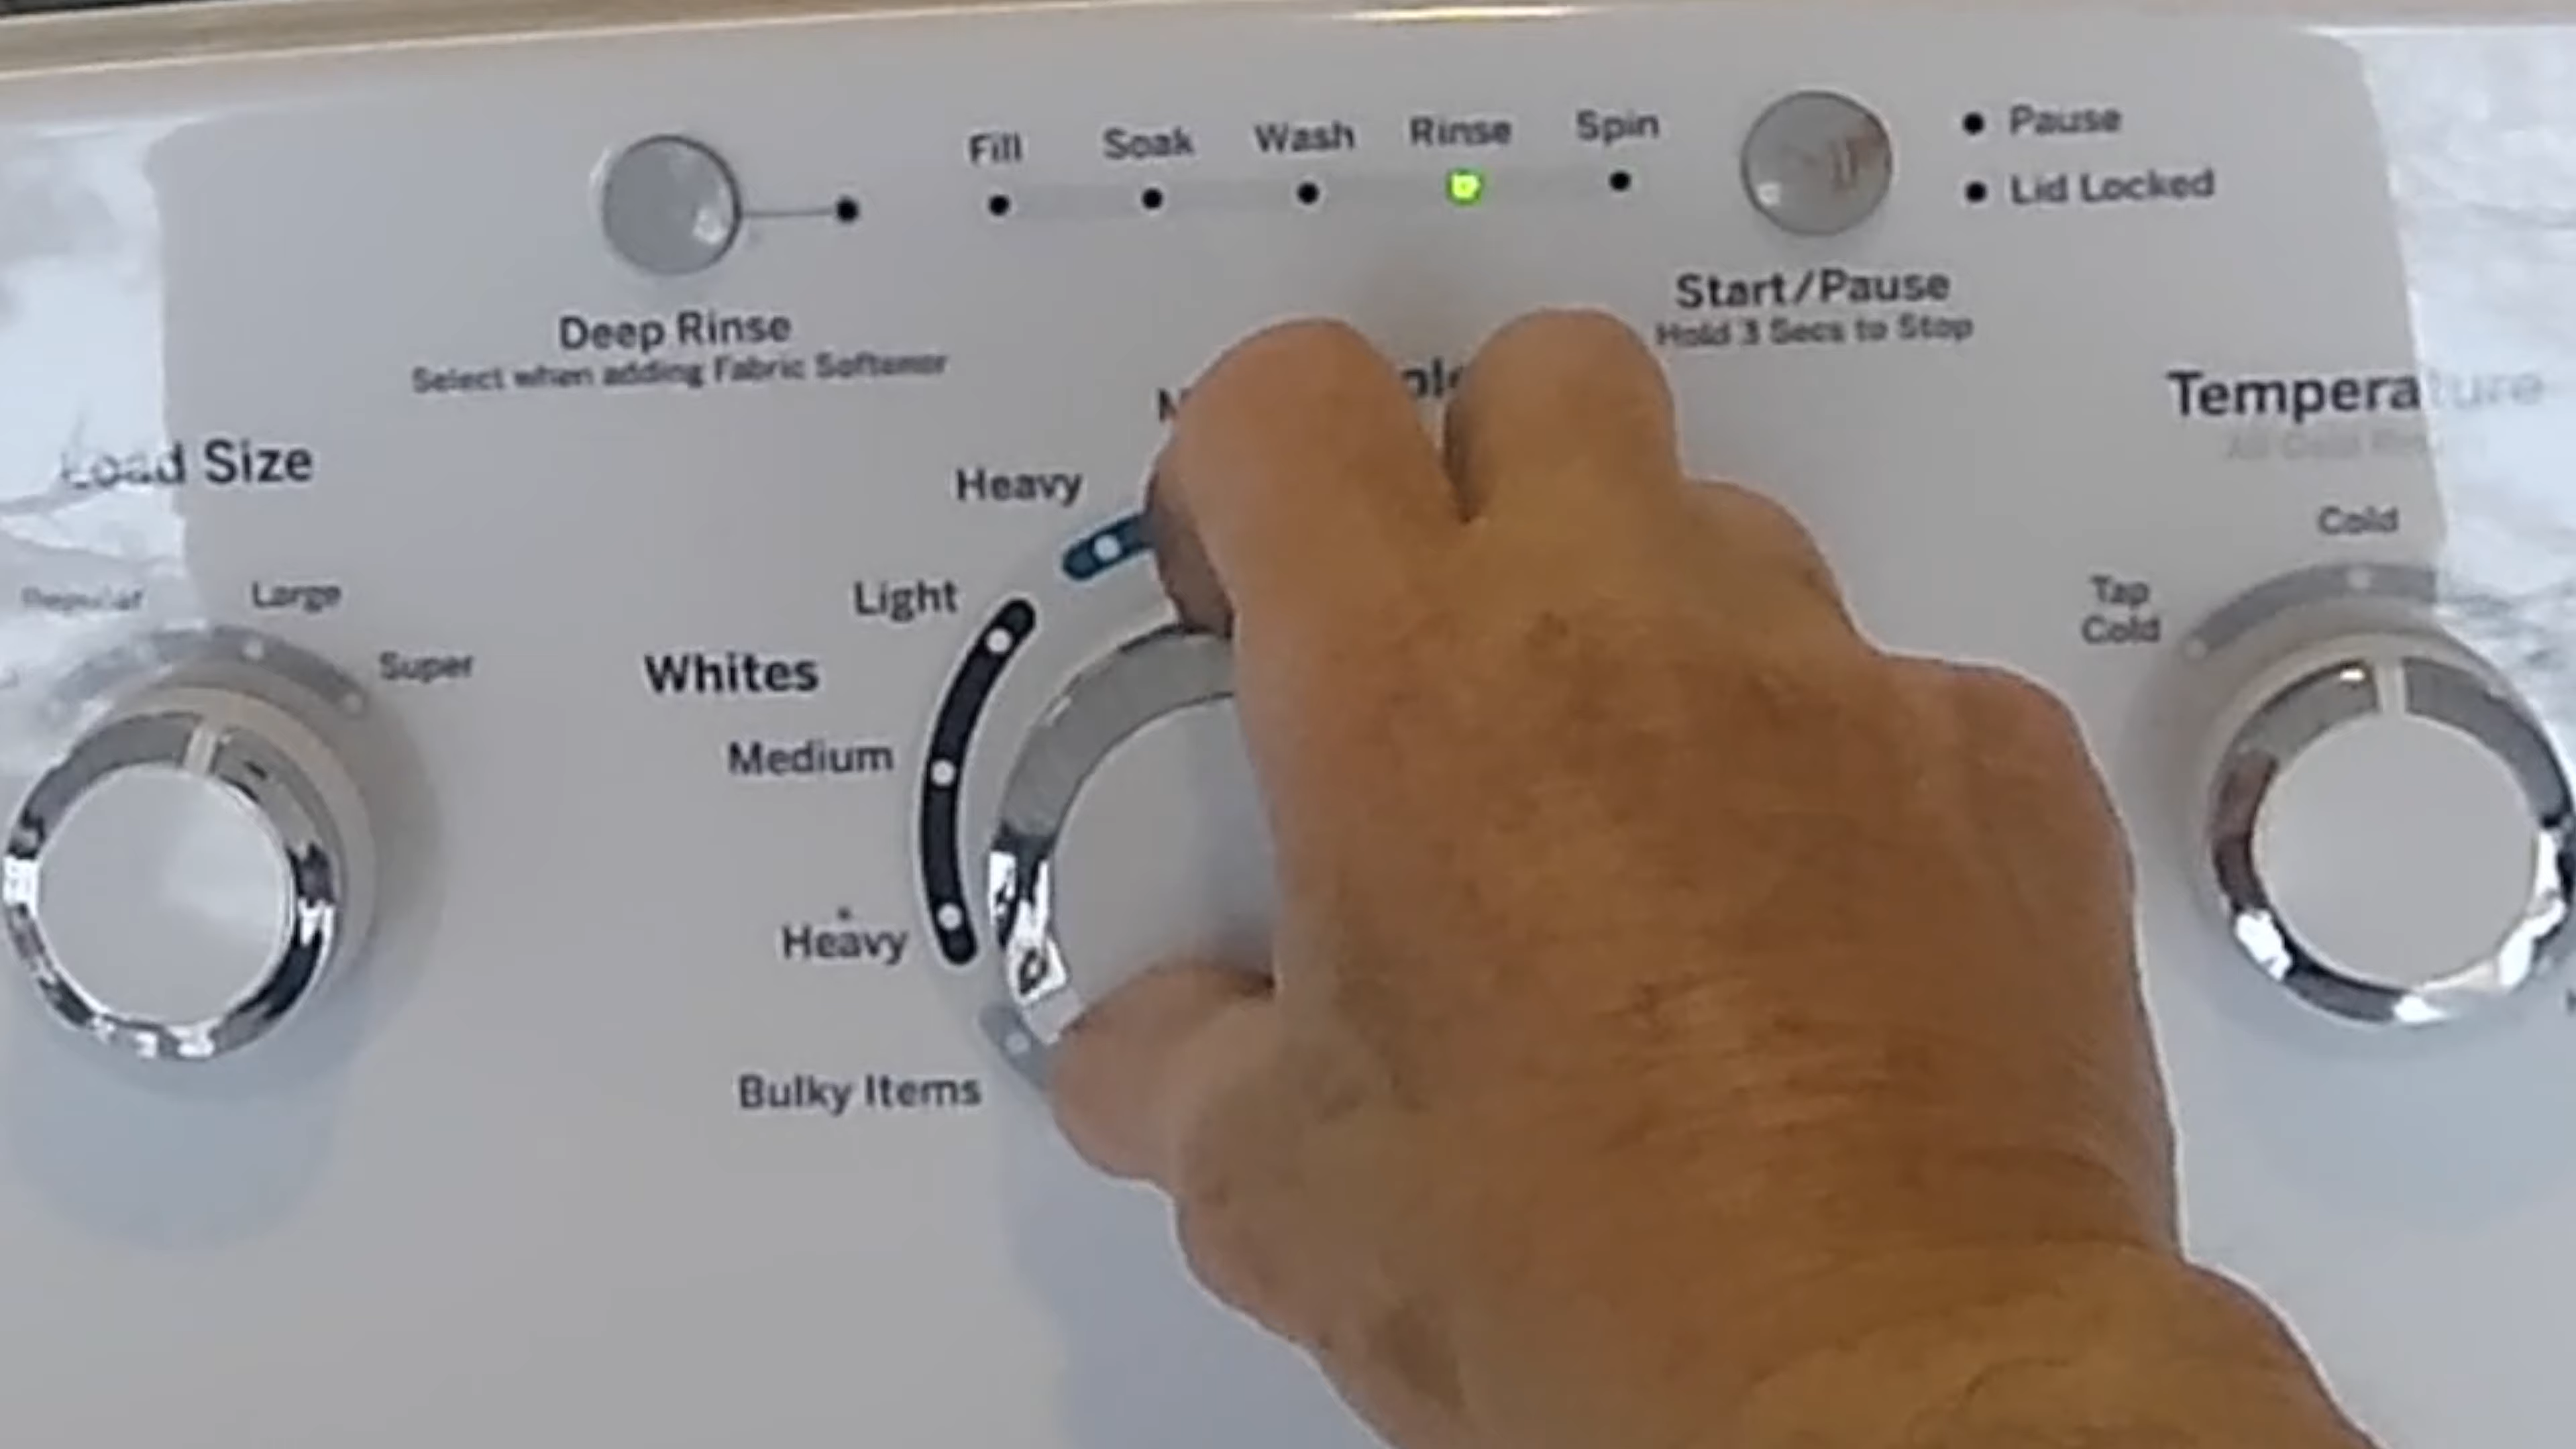 Fill Soak Wash Rinse Spin
Pause
Lid Locked
Deep Rinse
Select when adding Fabric Softener
Start/Pause
Hold 3 Secs to Stop
Load Size
Regular
Large
Super
Heavy
Light
Whites
Medium
Heavy
Bulky Items
Temperature
Cold
Tap
Cold